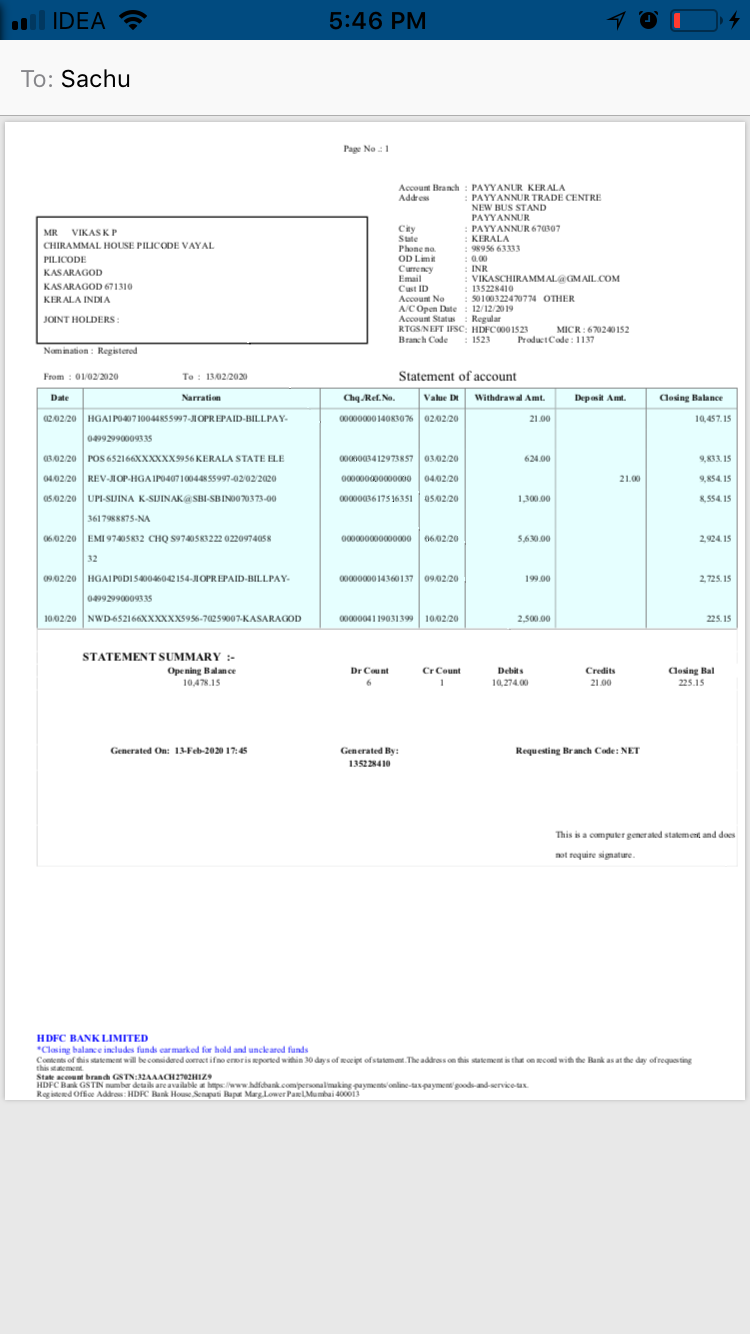 IDEA 5:46 PM
To: Sachu
Page No .: 1
Account Branch : PAYYANUR KERALA
Address : PAYYANNUR TRADE CENTRE
NEW BUS STAND
PAYYANNUR
City : PAYYANNUR 670307
State : KERALA
Phone no. : 98956 63333
OD Limit : 0.00
Currency : INR
Email : VIKASCHIRAMMAL@GMAIL.COM
Cust ID : 135228410
Account No : 50100322470774 OTHER
A/C Open Date : 12/12/2019
Account Status : Regular
RTGS/NEFT IFSC: HDFC0001523 MICR : 670240152
Branch Code : 1523 Product Code : 1137
MR VIKAS K P
CHIRAMMAL HOUSE PILICODE VAYAL
PILICODE
KASARAGOD
KASARAGOD 671310
KERALA INDIA
JOINT HOLDERS :
Nomination : Registered
From : 01/02/2020 To : 13/02/2020 Statement of account
Date Narration Chq./Ref.No. Value Dt Withdrawal Amt. Deposit Amt. Closing Balance
02/02/20 HGA1P040710044855997-JIOPREPAID-BILLPAY- 0000000014083076 02/02/20 21.00 10,457.15
04992990009335
03/02/20 POS 652166XXXXXX5956 KERALA STATE ELE 0006003412973857 03/02/20 624.00 9,833.15
04/02/20 REV-JIOP-HGA1P040710044855997-02/02/2020 000000000000000 04/02/20 21.00 9,854.15
05/02/20 UPI-SIJINA K-SIJINAK@SBI-SBIN0070373-00 0000003617516351 05/02/20 1,300.00 8,554.15
3617988875-NA
06/02/20 EMI 97405832 CHQ S9740583222 0220974058 000000000000000 06/02/20 5,630.00 2,924.15
32
09/02/20 HGA1P0D1540046042154-JIOPREPAID-BILLPAY- 0000000014360137 09/02/20 199.00 2,725.15
04992990009335
10/02/20 NWD-652166XXXXXX5956-70259007-KASARAGOD 0000004119031399 10/02/20 2,500.00 225.15
STATEMENT SUMMARY :-
Opening Balance Dr Count Cr Count Debits Credits Closing Bal
10,478.15 6 1 10,274.00 21.00 225.15
Generated On: 13-Feb-2020 17:45 Generated By: Requesting Branch Code: NET
135228410
This is a computer generated statement and does
not require signature.
HDFC BANK LIMITED
*Closing balance includes funds earmarked for hold and uncleared funds
Contents of this statement will be considered correct if no error is reported within 30 days of receipt of statement.The address on this statement is that on record with the Bank as at the day of requesting
this statement.
State account branch GSTN:32AAACH2702H1Z9
HDFC Bank GSTIN number details are available at https://www.hdfcbank.com/personal/making-payments/online-tax-payment/goods-and-service-tax.
Registered Office Address: HDFC Bank House,Senapati Bapat Marg,Lower Parel,Mumbai 400013